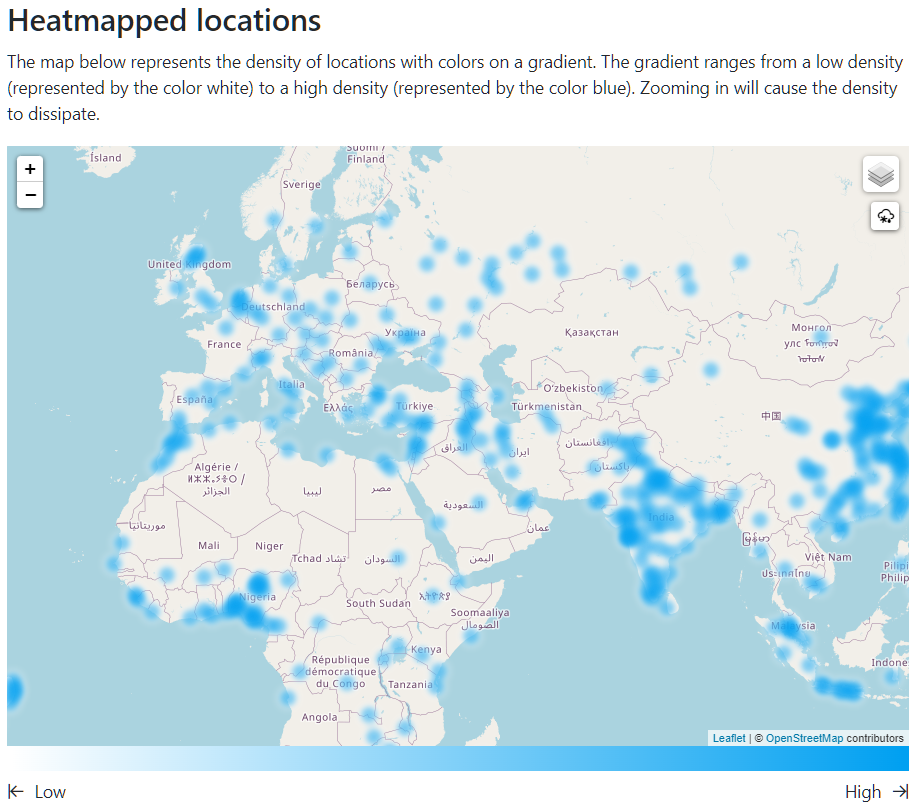 Heatmapped locations
The map below represents the density of locations with colors on a gradient. The gradient ranges from a low density
(represented by the color white) to a high density (represented by the color blue). Zooming in will cause the density
to dissipate.
+
−
Ísland
Suomi /
Finland
Sverige
United Kingdom
Беларусь
Deutschland
Україна
Қазақстан
Монгол
улс
France
România
Italia
Oʻzbekiston
España
Ελλάς
Türkiye
Türkmenistan
中国
العراق
ایران
افغانستان
پاکستان
Algérie /
ⵍⵣⵣⴰⵢⴻⵔ /
الجزائر
ليبيا
مصر
السعودية
India
عمان
موريتانيا
Mali
Niger
Tchad تشاد
السودان
اليمن
Việt Nam
ประเทศไทย
Pilipi
Philip
Nigeria
South Sudan
ኢትዮጵያ
Soomaaliya
الصومال
Malaysia
Kenya
République
démocratique
du Congo
Tanzania
Indone
Angola
Leaflet | © OpenStreetMap contributors
Low
High